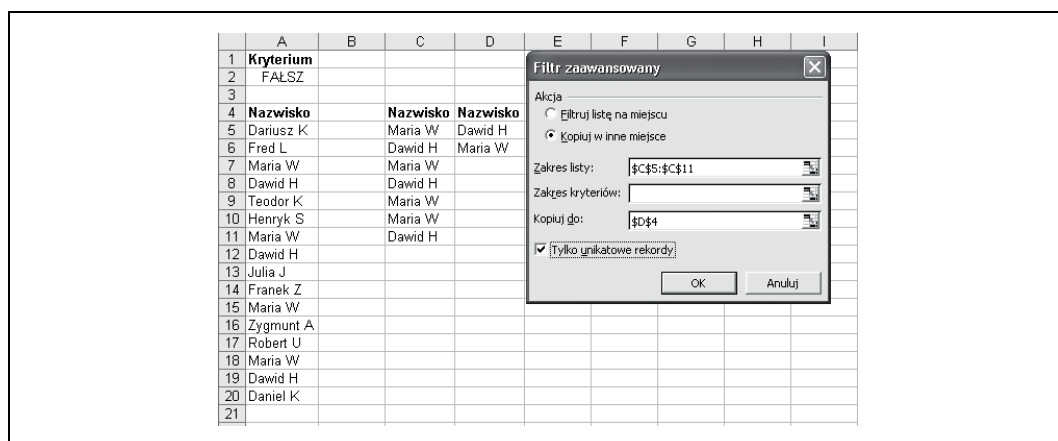 A B C D E F G H I
1 Kryterium
2 FAŁSZ
3
4 Nazwisko Nazwisko Nazwisko
5 Dariusz K Maria W Dawid H
6 Fred L Dawid H Maria W
7 Maria W Maria W
8 Dawid H Dawid H
9 Teodor K Maria W
10 Henryk S Maria W
11 Maria W Dawid H
12 Dawid H
13 Julia J
14 Franek Z
15 Maria W
16 Zygmunt A
17 Robert U
18 Maria W
19 Dawid H
20 Daniel K
21
Filtr zaawansowany
Akcja
Filtruj listę na miejscu
Kopiuj w inne miejsce
Zakres listy: $C$5:$C$11
Zakres kryteriów:
Kopiuj do: $D$4
Tylko unikatowe rekordy
OK Anuluj